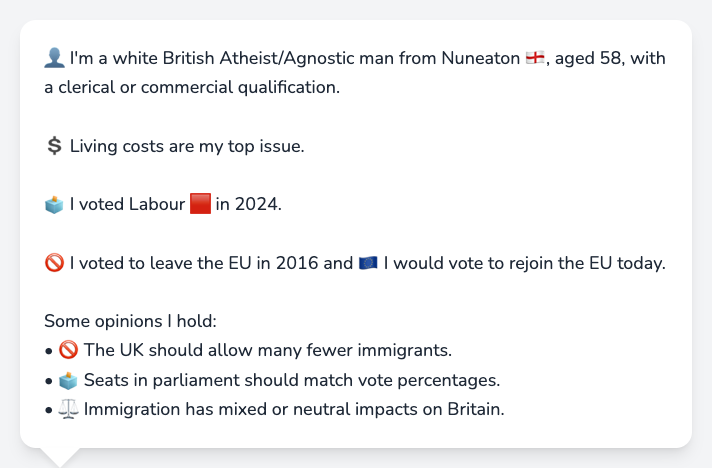 👤 I'm a white British Atheist/Agnostic man from Nuneaton 🏴󠁧󠁢󠁥󠁮󠁧󠁿, aged 58, with
a clerical or commercial qualification.
💲 Living costs are my top issue.
🗳️ I voted Labour 🟥 in 2024.
🚫 I voted to leave the EU in 2016 and 🇪🇺 I would vote to rejoin the EU today.
Some opinions I hold:
• 🚫 The UK should allow many fewer immigrants.
• 🗳️ Seats in parliament should match vote percentages.
• ⚖️ Immigration has mixed or neutral impacts on Britain.